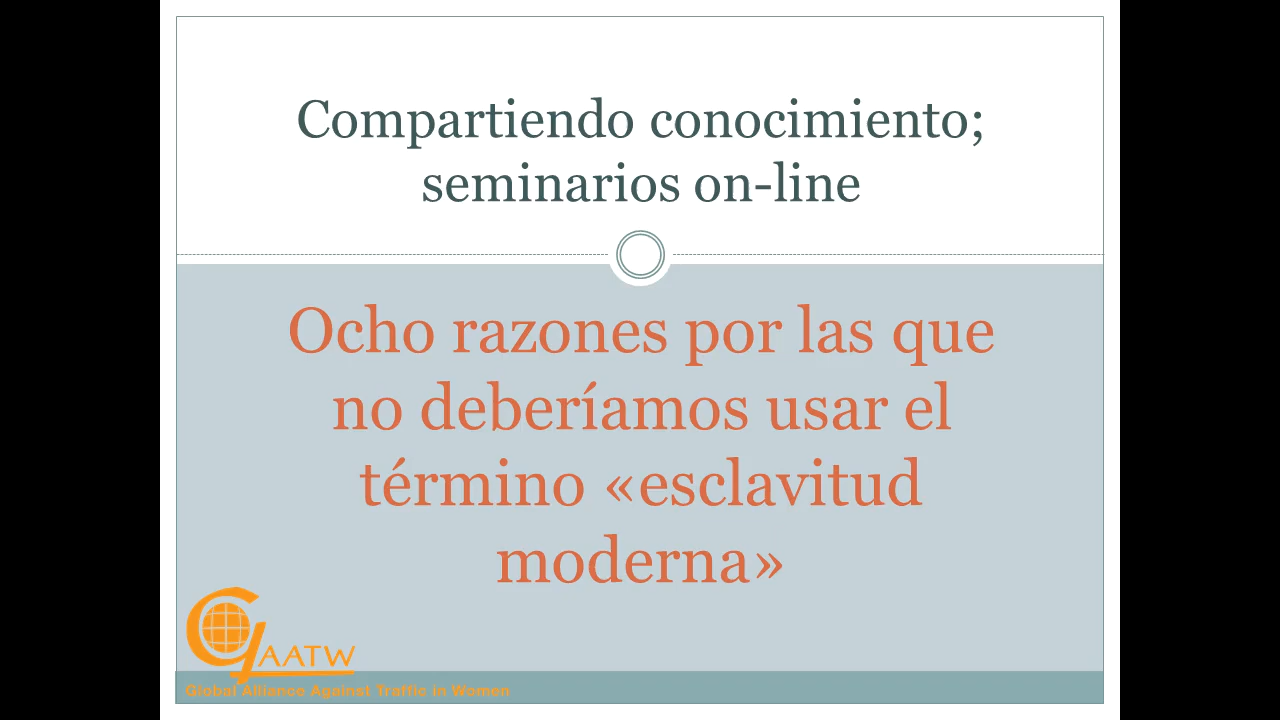 Compartiendo conocimiento;
seminarios on-line
Ocho razones por las que
no deberíamos usar el
término «esclavitud
moderna»
GAATW
Global Alliance Against Traffic in Women